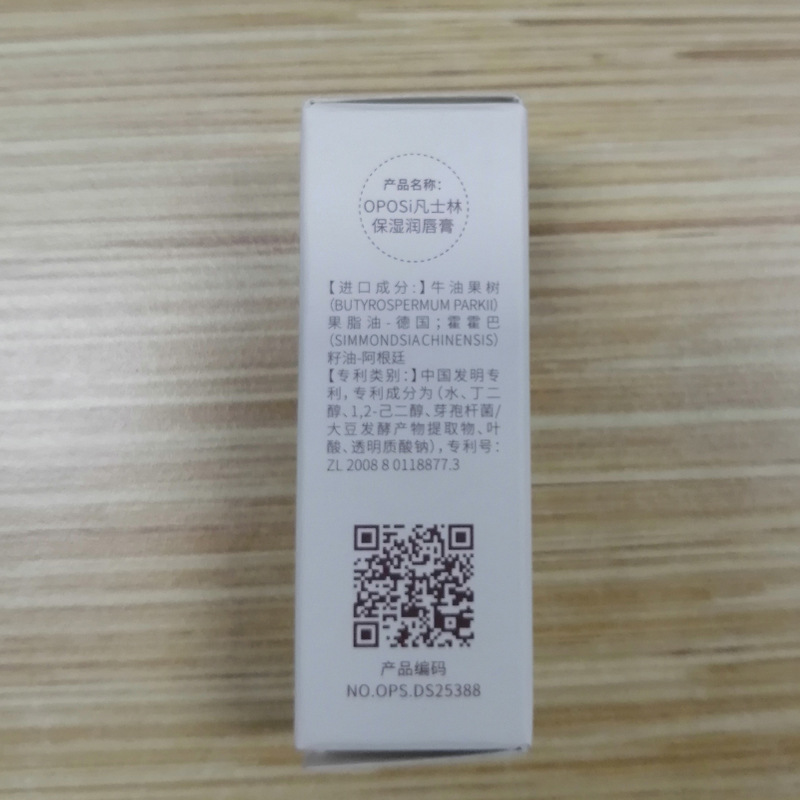 产品名称：
OPOSi凡士林
保湿润唇膏
【进口成分：】牛油果树
（BUTYROSPERMUM PARKII）
果脂油-德国；霍霍巴
（SIMMONDSIACHINENSIS）
籽油-阿根廷
【专利类别：】中国发明专
利，专利成分为（水、丁二
醇、1,2-己二醇、芽孢杆菌/
大豆发酵产物提取物、叶
酸、透明质酸钠），专利号：
ZL 2008 8 0118877.3
产品编码
NO.OPS.DS25388